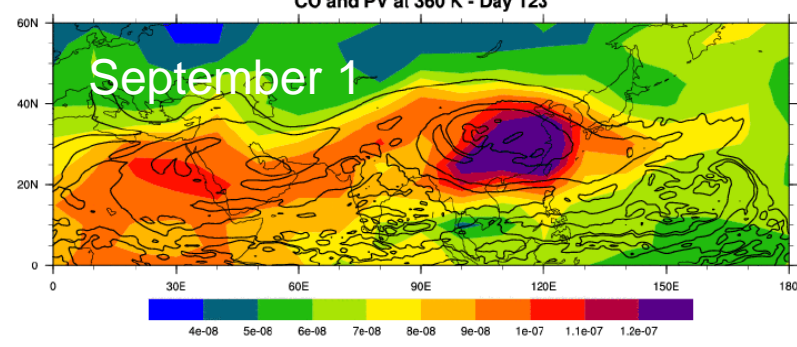 CO and PV at 360 K - Day 123
60N
September 1
40N
20N
0
0 30E 60E 90E 120E 150E 180
4e-08 5e-08 6e-08 7e-08 8e-08 9e-08 1e-07 1.1e-07 1.2e-07